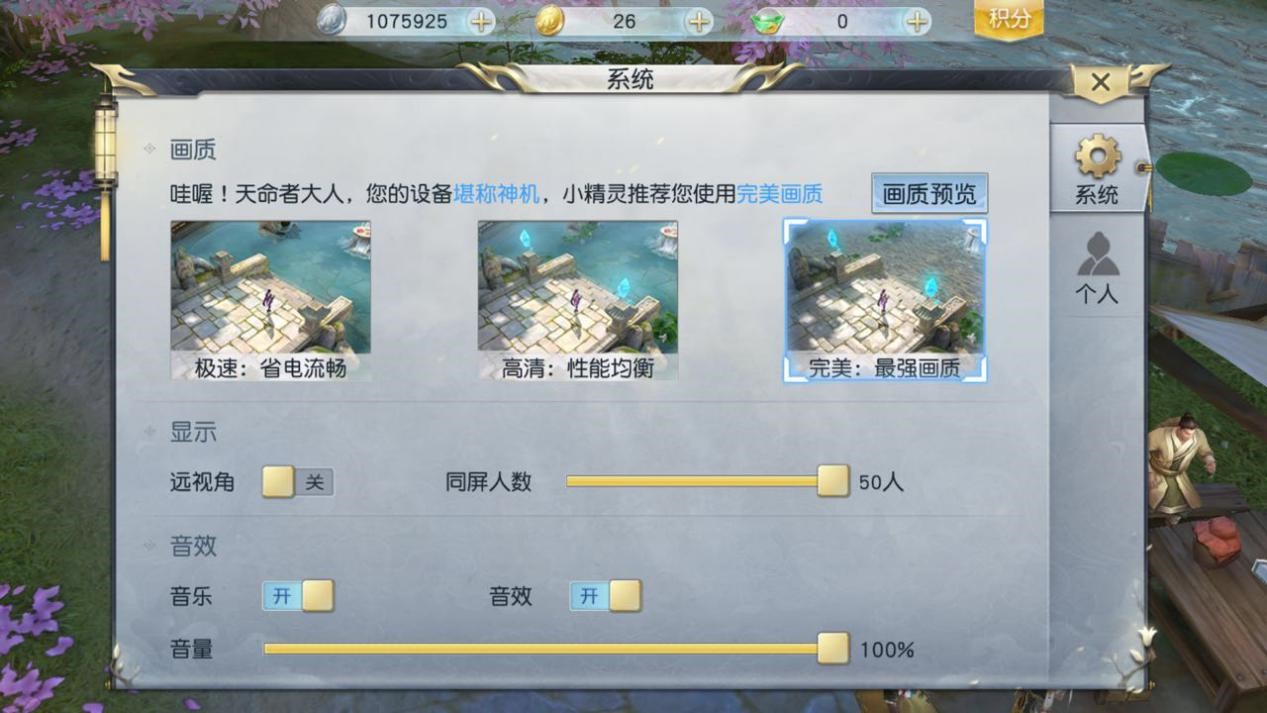 1075925
26
0
积分
系统
画质
哇喔！天命者大人，您的设备堪称神机，小精灵推荐您使用完美画质
画质预览
极速：省电流畅
高清：性能均衡
完美：最强画质
显示
远视角 关
同屏人数 50人
音效
音乐 开
音效 开
音量 100%
系统
个人